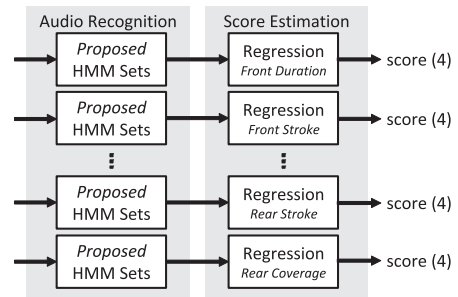 Audio Recognition
Score Estimation
Proposed
HMM Sets
Regression
Front Duration
score (4)
Proposed
HMM Sets
Regression
Front Stroke
score (4)
Proposed
HMM Sets
Regression
Rear Stroke
score (4)
Proposed
HMM Sets
Regression
Rear Coverage
score (4)